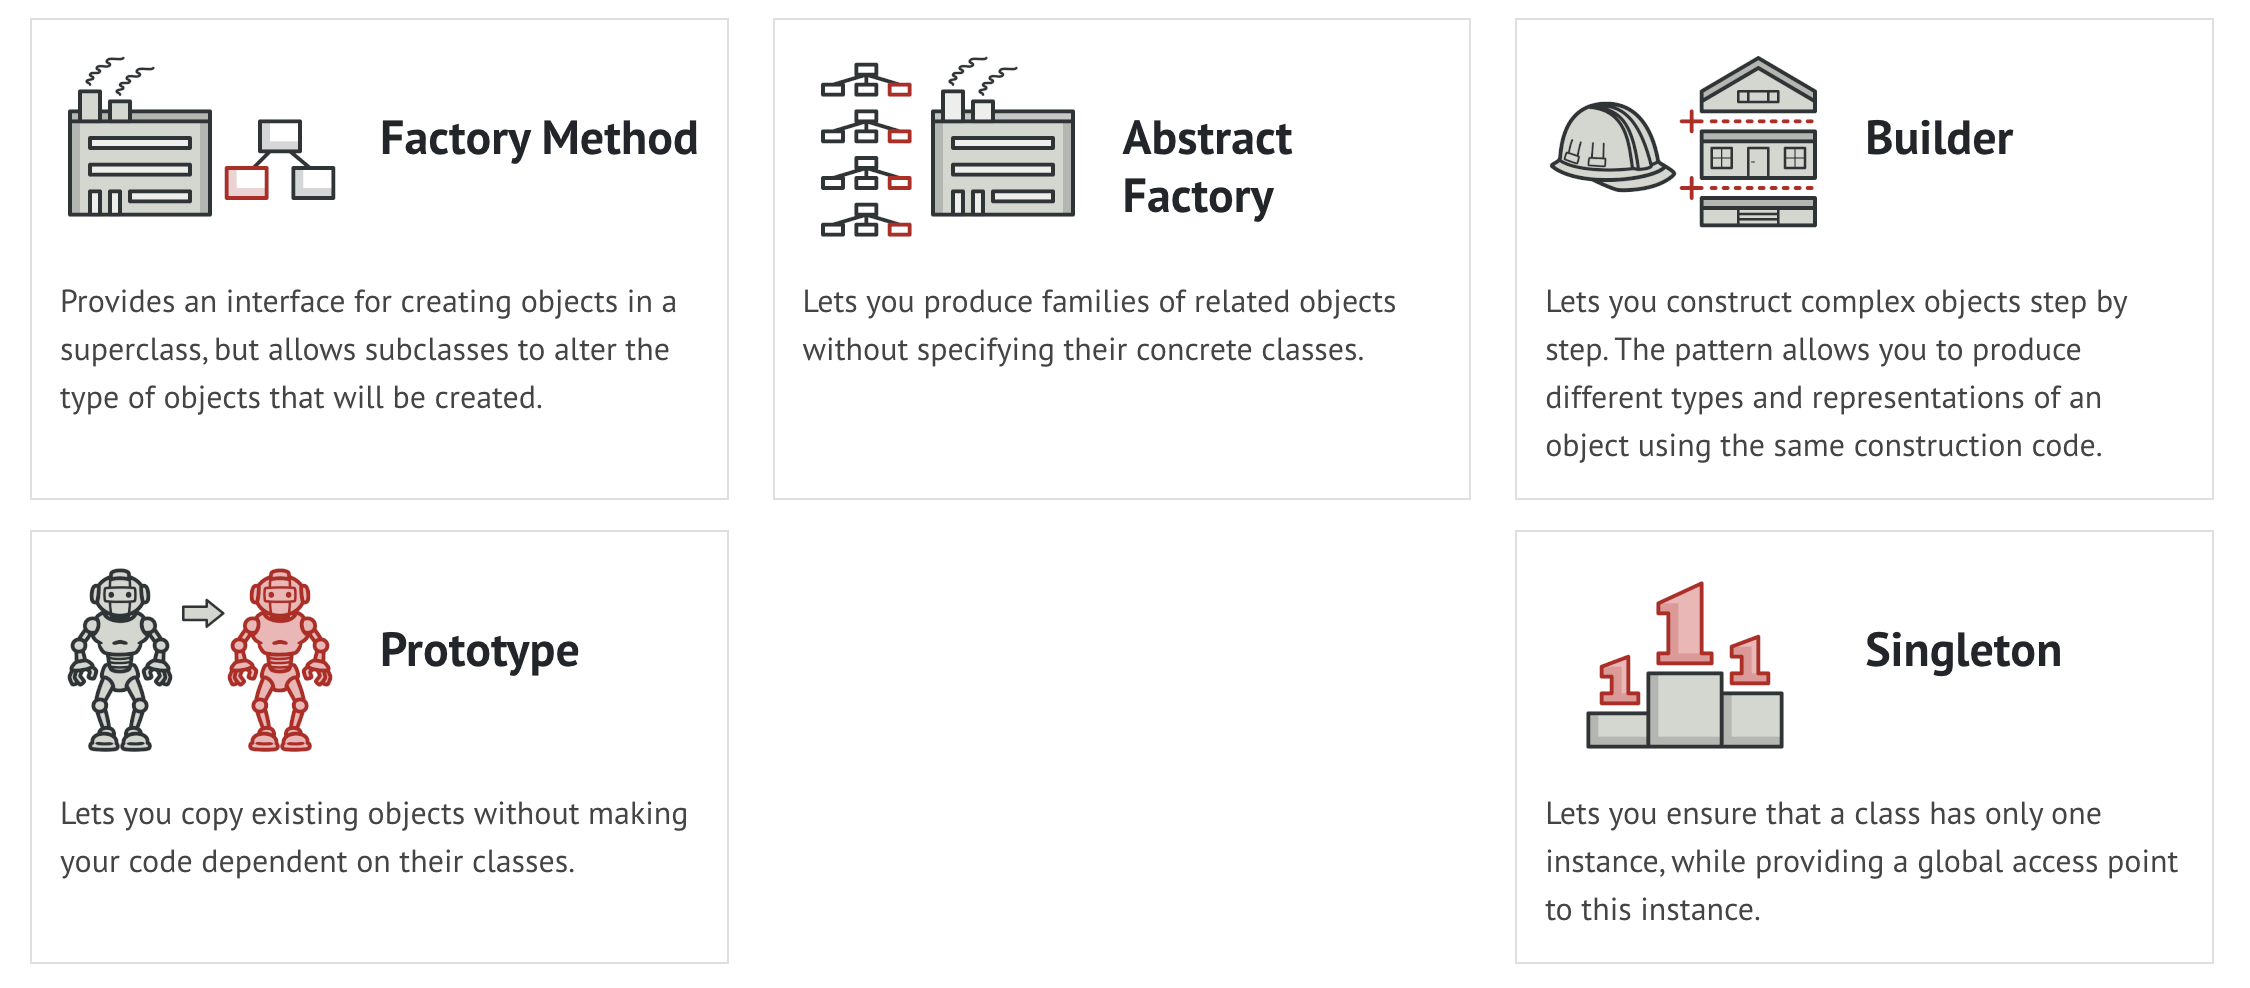 Factory Method
Provides an interface for creating objects in a
superclass, but allows subclasses to alter the
type of objects that will be created.
Abstract
Factory
Lets you produce families of related objects
without specifying their concrete classes.
Builder
Lets you construct complex objects step by
step. The pattern allows you to produce
different types and representations of an
object using the same construction code.
Prototype
Lets you copy existing objects without making
your code dependent on their classes.
1
1
1
Singleton
Lets you ensure that a class has only one
instance, while providing a global access point
to this instance.